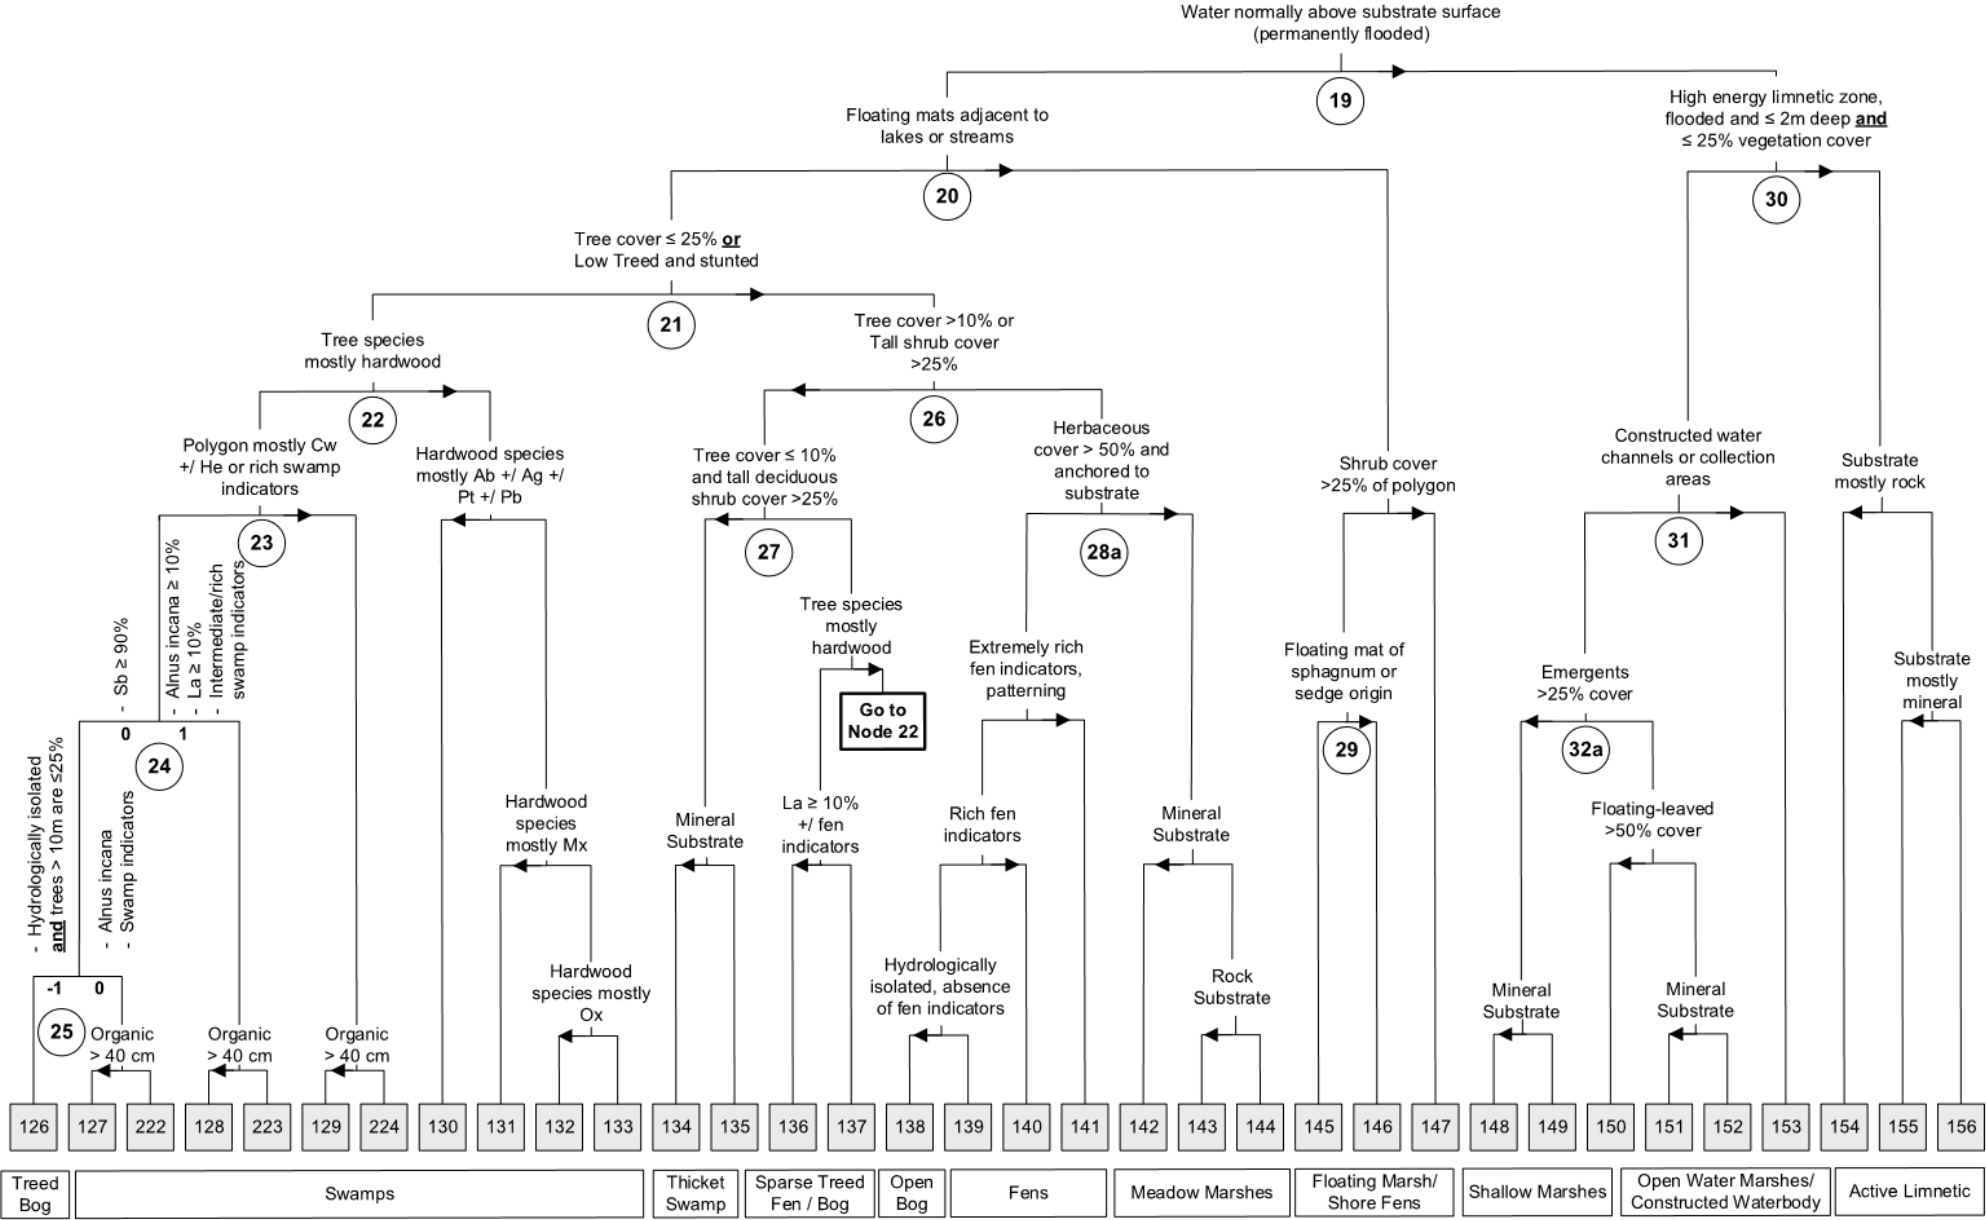 Water normally above substrate surface
(permanently flooded)
19
Floating mats adjacent to
lakes or streams
20
High energy limnetic zone,
flooded and ≤ 2m deep and
≤ 25% vegetation cover
30
Tree cover ≤ 25% or
Low Treed and stunted
21
Tree species
mostly hardwood
22
Tree cover >10% or
Tall shrub cover
>25%
26
Polygon mostly Cw
+/ He or rich swamp
indicators
23
Hardwood species
mostly Ab +/ Ag +/
Pt +/ Pb
Tree cover ≤ 10%
and tall deciduous
shrub cover >25%
27
Herbaceous
cover > 50% and
anchored to
substrate
28a
Shrub cover
>25% of polygon
Constructed water
channels or collection
areas
31
Substrate
mostly rock
- Sb ≥ 90%
- Alnus incana ≥ 10%
- La ≥ 10%
- Intermediate/rich
swamp indicators
0
1
24
Tree species
mostly
hardwood
Go to
Node 22
Extremely rich
fen indicators,
patterning
Floating mat of
sphagnum or
sedge origin
29
Emergents
>25% cover
32a
Substrate
mostly
mineral
- Hydrologically isolated
and trees > 10m are ≤25%
- Alnus incana
- Swamp indicators
-1
0
25
Hardwood
species
mostly Mx
Mineral
Substrate
La ≥ 10%
+/ fen
indicators
Rich fen
indicators
Mineral
Substrate
Floating-leaved
>50% cover
Hardwood
species mostly
Ox
Hydrologically
isolated, absence
of fen indicators
Rock
Substrate
Mineral
Substrate
Mineral
Substrate
Organic
> 40 cm
Organic
> 40 cm
Organic
> 40 cm
126 127 222 128 223 129 224 130 131 132 133 134 135 136 137 138 139 140 141 142 143 144 145 146 147 148 149 150 151 152 153 154 155 156
Treed
Bog
Swamps
Thicket
Swamp
Sparse Treed
Fen / Bog
Open
Bog
Fens
Meadow Marshes
Floating Marsh/
Shore Fens
Shallow Marshes
Open Water Marshes/
Constructed Waterbody
Active Limnetic